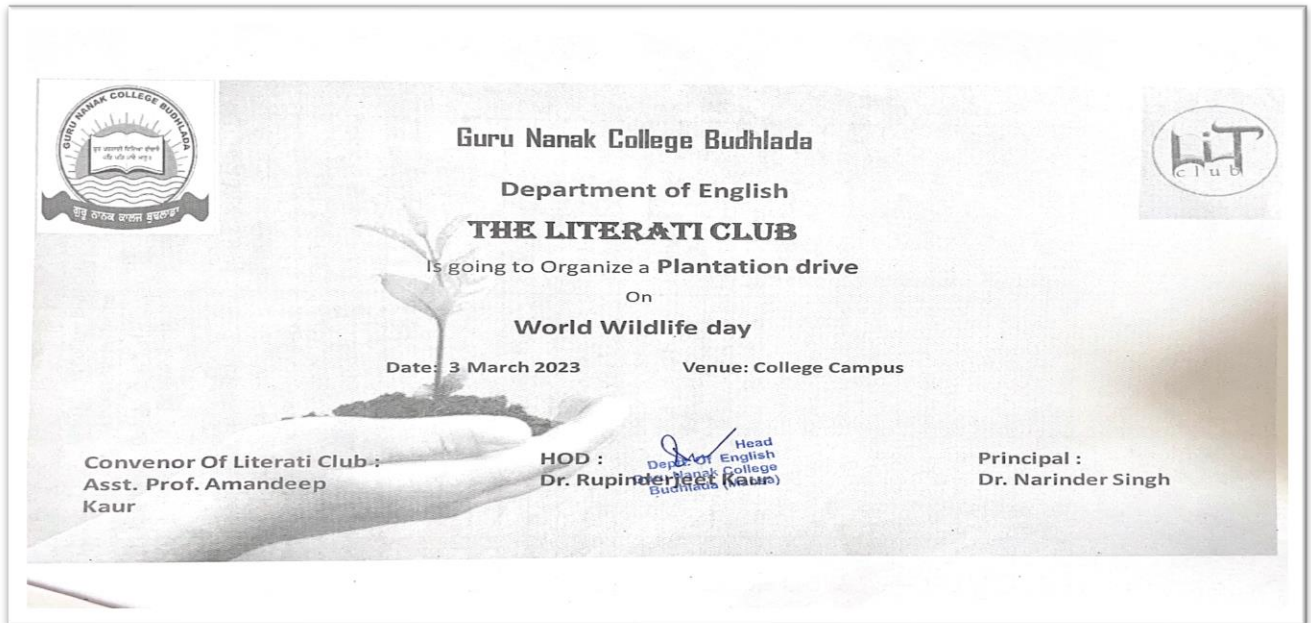 GURU NANAK COLLEGE BUDHLADA
ਗੁਰੂ ਨਾਨਕ ਕਾਲਜ ਬੁਢਲਾਡਾ
LiT
club
Guru Nanak College Budhlada
Department of English
THE LITERATI CLUB
Is going to Organize a Plantation drive
On
World Wildlife day
Date: 3 March 2023 Venue: College Campus
Convenor Of Literati Club :
Asst. Prof. Amandeep
Kaur
HOD :
Dr. Rupinderjeet Kaur
Head
Deptt. Of English
Guru Nanak College
Budhlada (Mansa)
Principal :
Dr. Narinder Singh